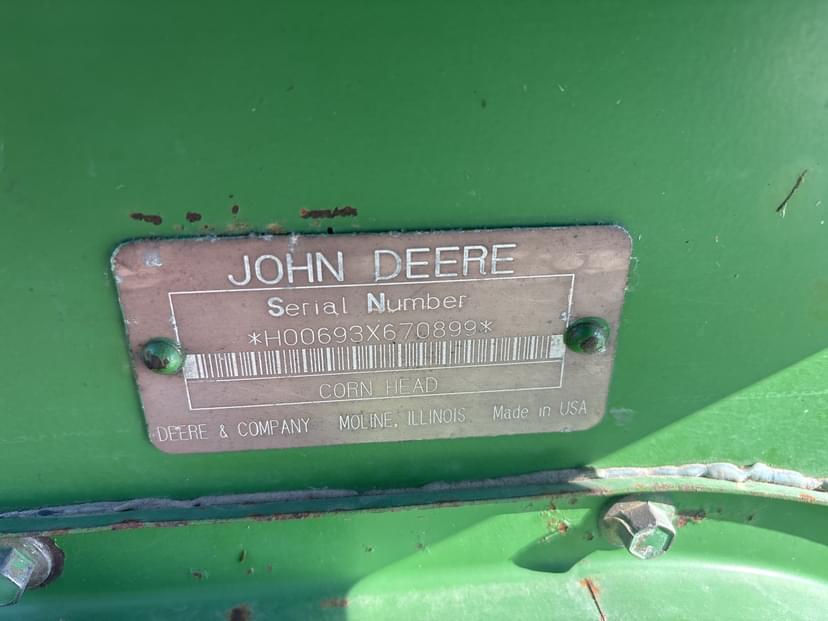 JOHN DEERE
Serial Number
*H00693X670899*
CORN HEAD
DEERE & COMPANY MOLINE, ILLINOIS Made in USA